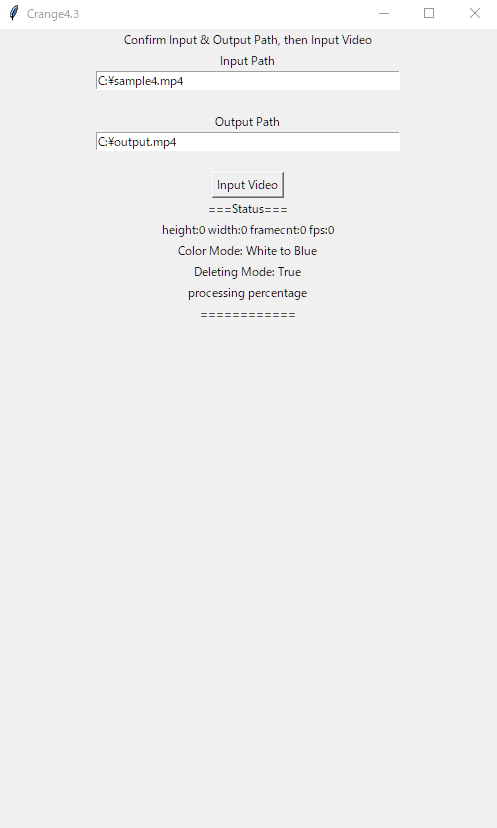 Crange4.3
Confirm Input & Output Path, then Input Video
Input Path
C:¥sample4.mp4
Output Path
C:¥output.mp4
Input Video
===Status===
height:0 width:0 framecnt:0 fps:0
Color Mode: White to Blue
Deleting Mode: True
processing percentage
============